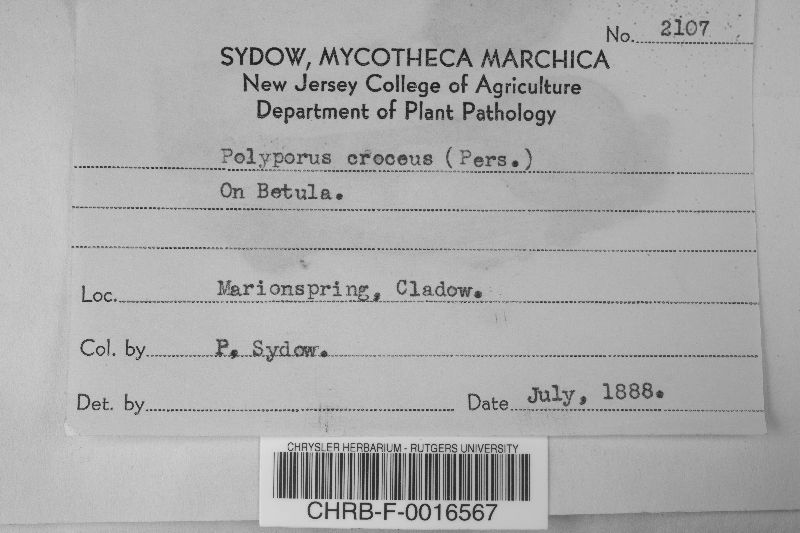 No. 2107
SYDOW, MYCOTHECA MARCHICA
New Jersey College of Agriculture
Department of Plant Pathology
Polyporus croceus (Pers.)
On Betula.
Loc. Marionspring, Cladow.
Col. by P. Sydow.
Det. by
Date July, 1888.
CHRYSLER HERBARIUM - RUTGERS UNIVERSITY
CHRB-F-0016567